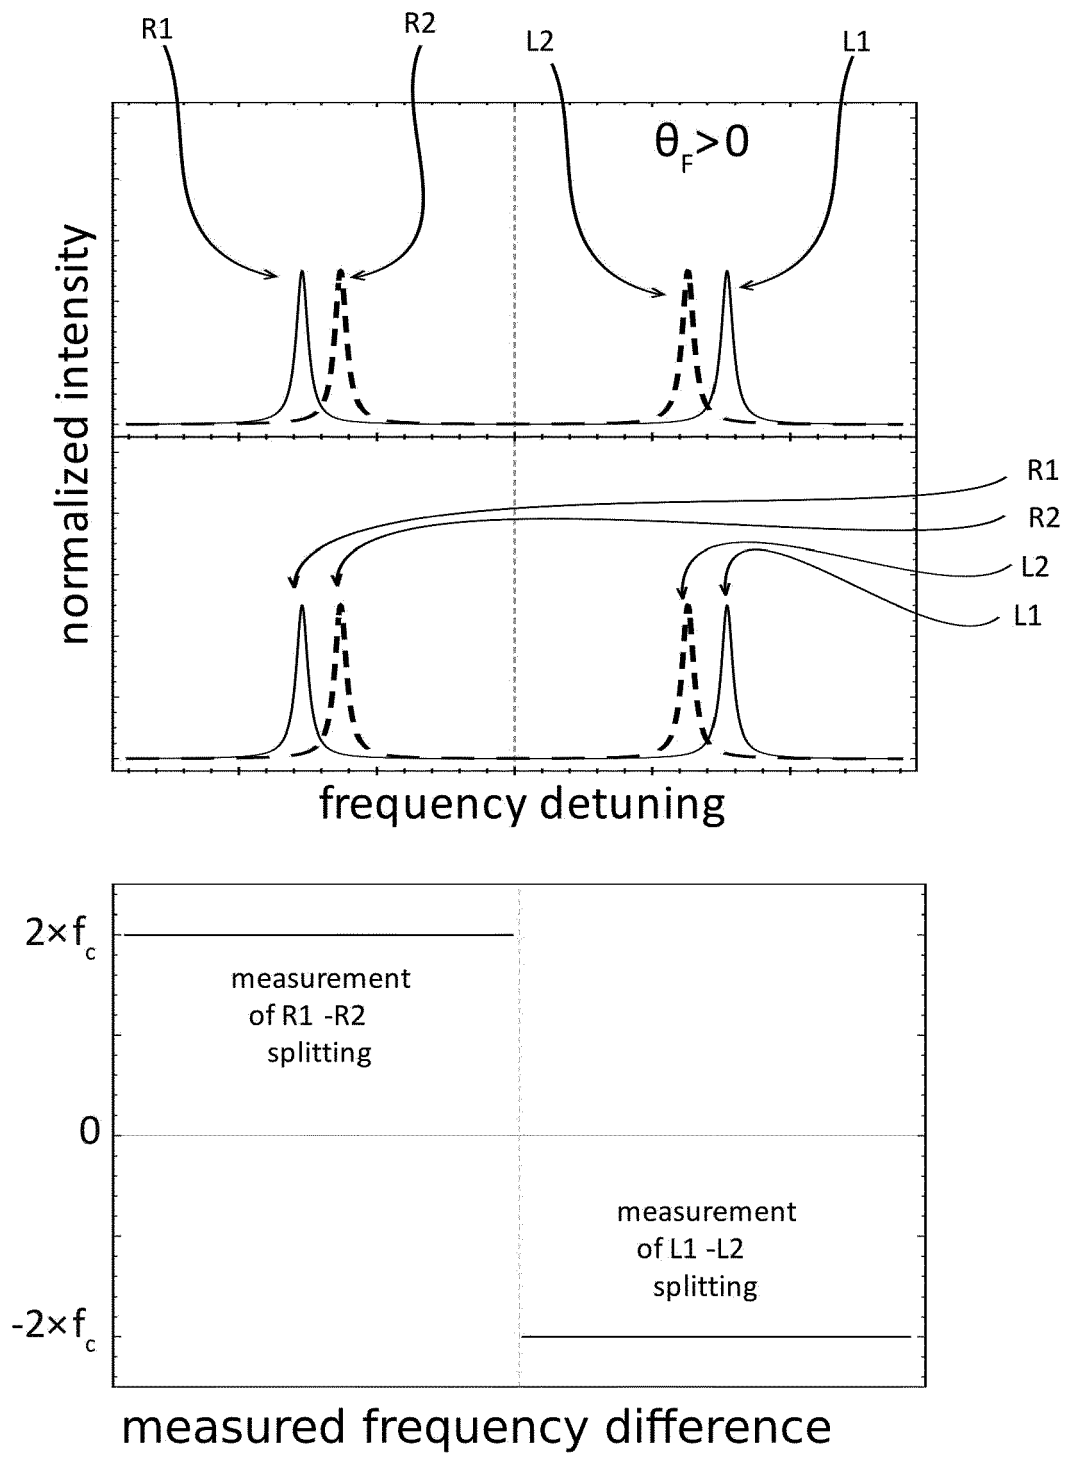 R1
R2
L2
L1
θF>0
normalized intensity
R1
R2
L2
L1
frequency detuning
2×fc
measurement
of R1 -R2
splitting
0
measurement
of L1 -L2
splitting
-2×fc
measured frequency difference